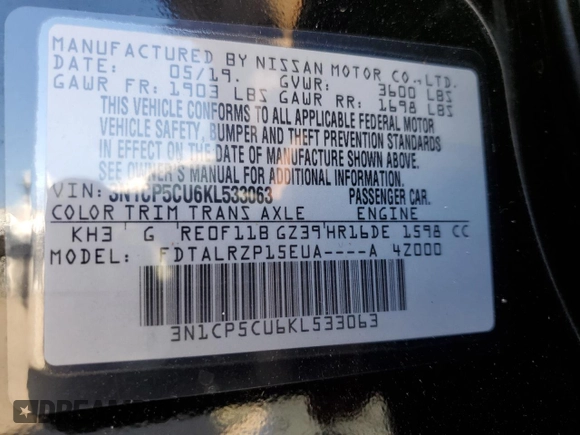 MANUFACTURED BY NISSAN MOTOR CO.,LTD.
DATE: 05/19. GVWR: 3600 LBS
GAWR FR: 1903 LBS GAWR RR: 1698 LBS
THIS VEHICLE CONFORMS TO ALL APPLICABLE FEDERAL MOTOR
VEHICLE SAFETY, BUMPER AND THEFT PREVENTION STANDARDS
IN EFFECT ON THE DATE OF MANUFACTURE SHOWN ABOVE.
SEE OWNER'S MANUAL FOR ADDITIONAL INFORMATION.
VIN: 3N1CP5CU6KL533063 PASSENGER CAR.
COLOR TRIM TRANS AXLE ENGINE
KH3 G RE0F11B GZ39 HR16DE 1598 CC
MODEL: FDTALRZP15EUA----A 4Z000
3N1CP5CU6KL533063